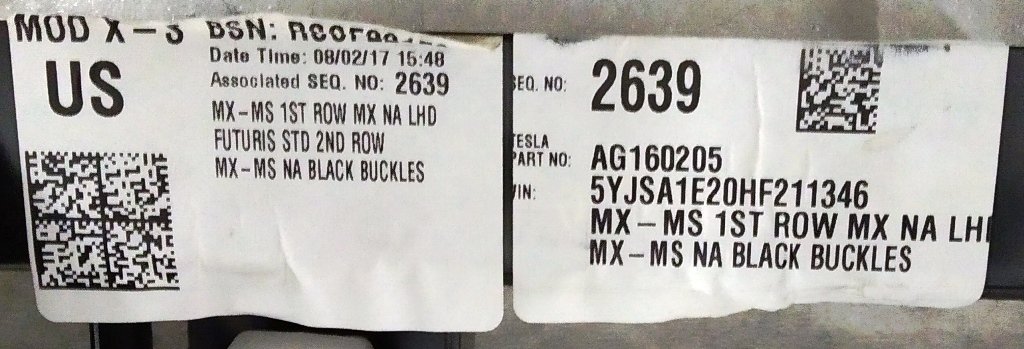 MOD X-S
BSN:
US
Date Time: 08/02/17 15:48
Associated SEQ. NO: 2639
MX-MS 1ST ROW MX NA LHD
FUTURIS STD 2ND ROW
MX-MS NA BLACK BUCKLES
SEQ. NO: 2639
TESLA
PART NO: AG160205
VIN: 5YJSA1E20HF211346
MX-MS 1ST ROW MX NA LHD
MX-MS NA BLACK BUCKLES